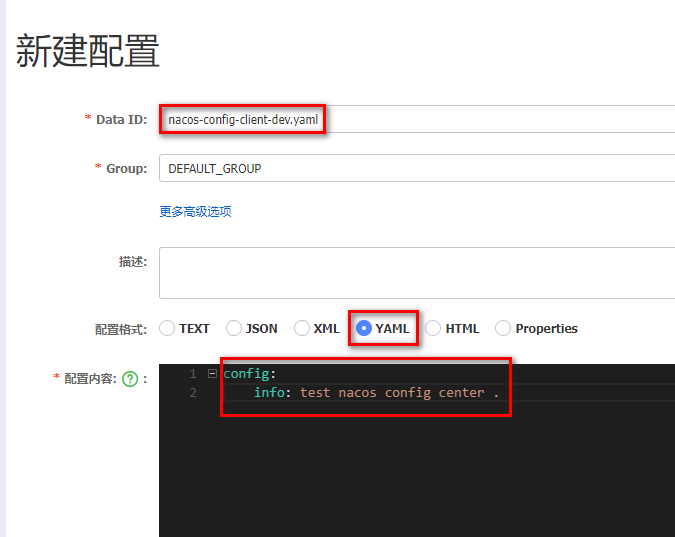 新建配置
* Data ID: nacos-config-client-dev.yaml
* Group: DEFAULT_GROUP
更多高级选项
描述:
配置格式: TEXT JSON XML YAML HTML Properties
* 配置内容: ? :
1 config:
2 info: test nacos config center .